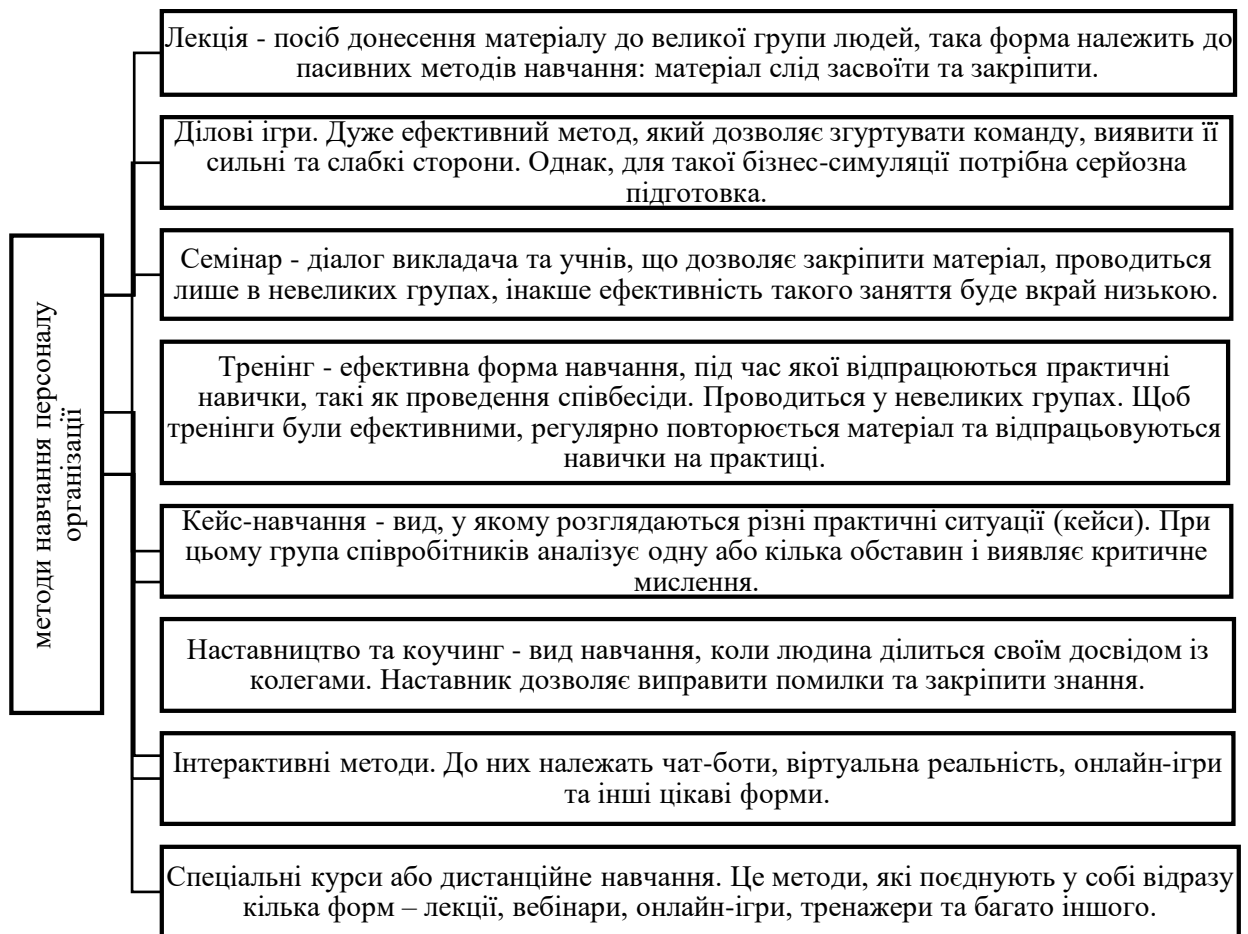 Лекція - посіб донесення матеріалу до великої групи людей, така форма належить до
пасивних методів навчання: матеріал слід засвоїти та закріпити.
Ділові ігри. Дуже ефективний метод, який дозволяє згуртувати команду, виявити її
сильні та слабкі сторони. Однак, для такої бізнес-симуляції потрібна серйозна
підготовка.
методи навчання персоналу
організації
Семінар - діалог викладача та учнів, що дозволяє закріпити матеріал, проводиться
лише в невеликих групах, інакше ефективність такого заняття буде вкрай низькою.
Тренінг - ефективна форма навчання, під час якої відпрацюються практичні
навички, такі як проведення співбесіди. Проводиться у невеликих групах. Щоб
тренінги були ефективними, регулярно повторюється матеріал та відпрацьовуються
навички на практиці.
Кейс-навчання - вид, у якому розглядаються різні практичні ситуації (кейси). При
цьому група співробітників аналізує одну або кілька обставин і виявляє критичне
мислення.
Наставництво та коучинг - вид навчання, коли людина ділиться своїм досвідом із
колегами. Наставник дозволяє виправити помилки та закріпити знання.
Інтерактивні методи. До них належать чат-боти, віртуальна реальність, онлайн-ігри
та інші цікаві форми.
Спеціальні курси або дистанційне навчання. Це методи, які поєднують у собі відразу
кілька форм – лекції, вебінари, онлайн-ігри, тренажери та багато іншого.